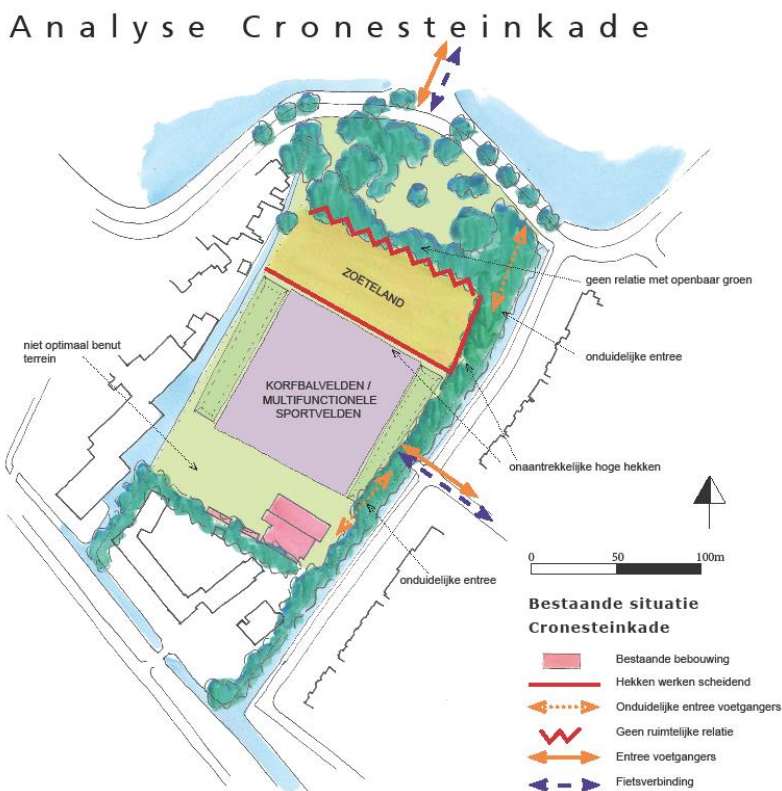 Analyse Cronesteinkade
ZOETELAND
geen relatie met openbaar groen
niet optimaal benut
terrein
onduidelijke entree
KORFBALVELDEN /
MULTIFUNCTIONELE
SPORTVELDEN
onaantrekkelijke hoge hekken
onduidelijke entree
0 50 100m
Bestaande situatie
Cronesteinkade
Bestaande bebouwing
Hekken werken scheidend
Onduidelijke entree voetgangers
Geen ruimtelijke relatie
Entree voetgangers
Fietsverbinding